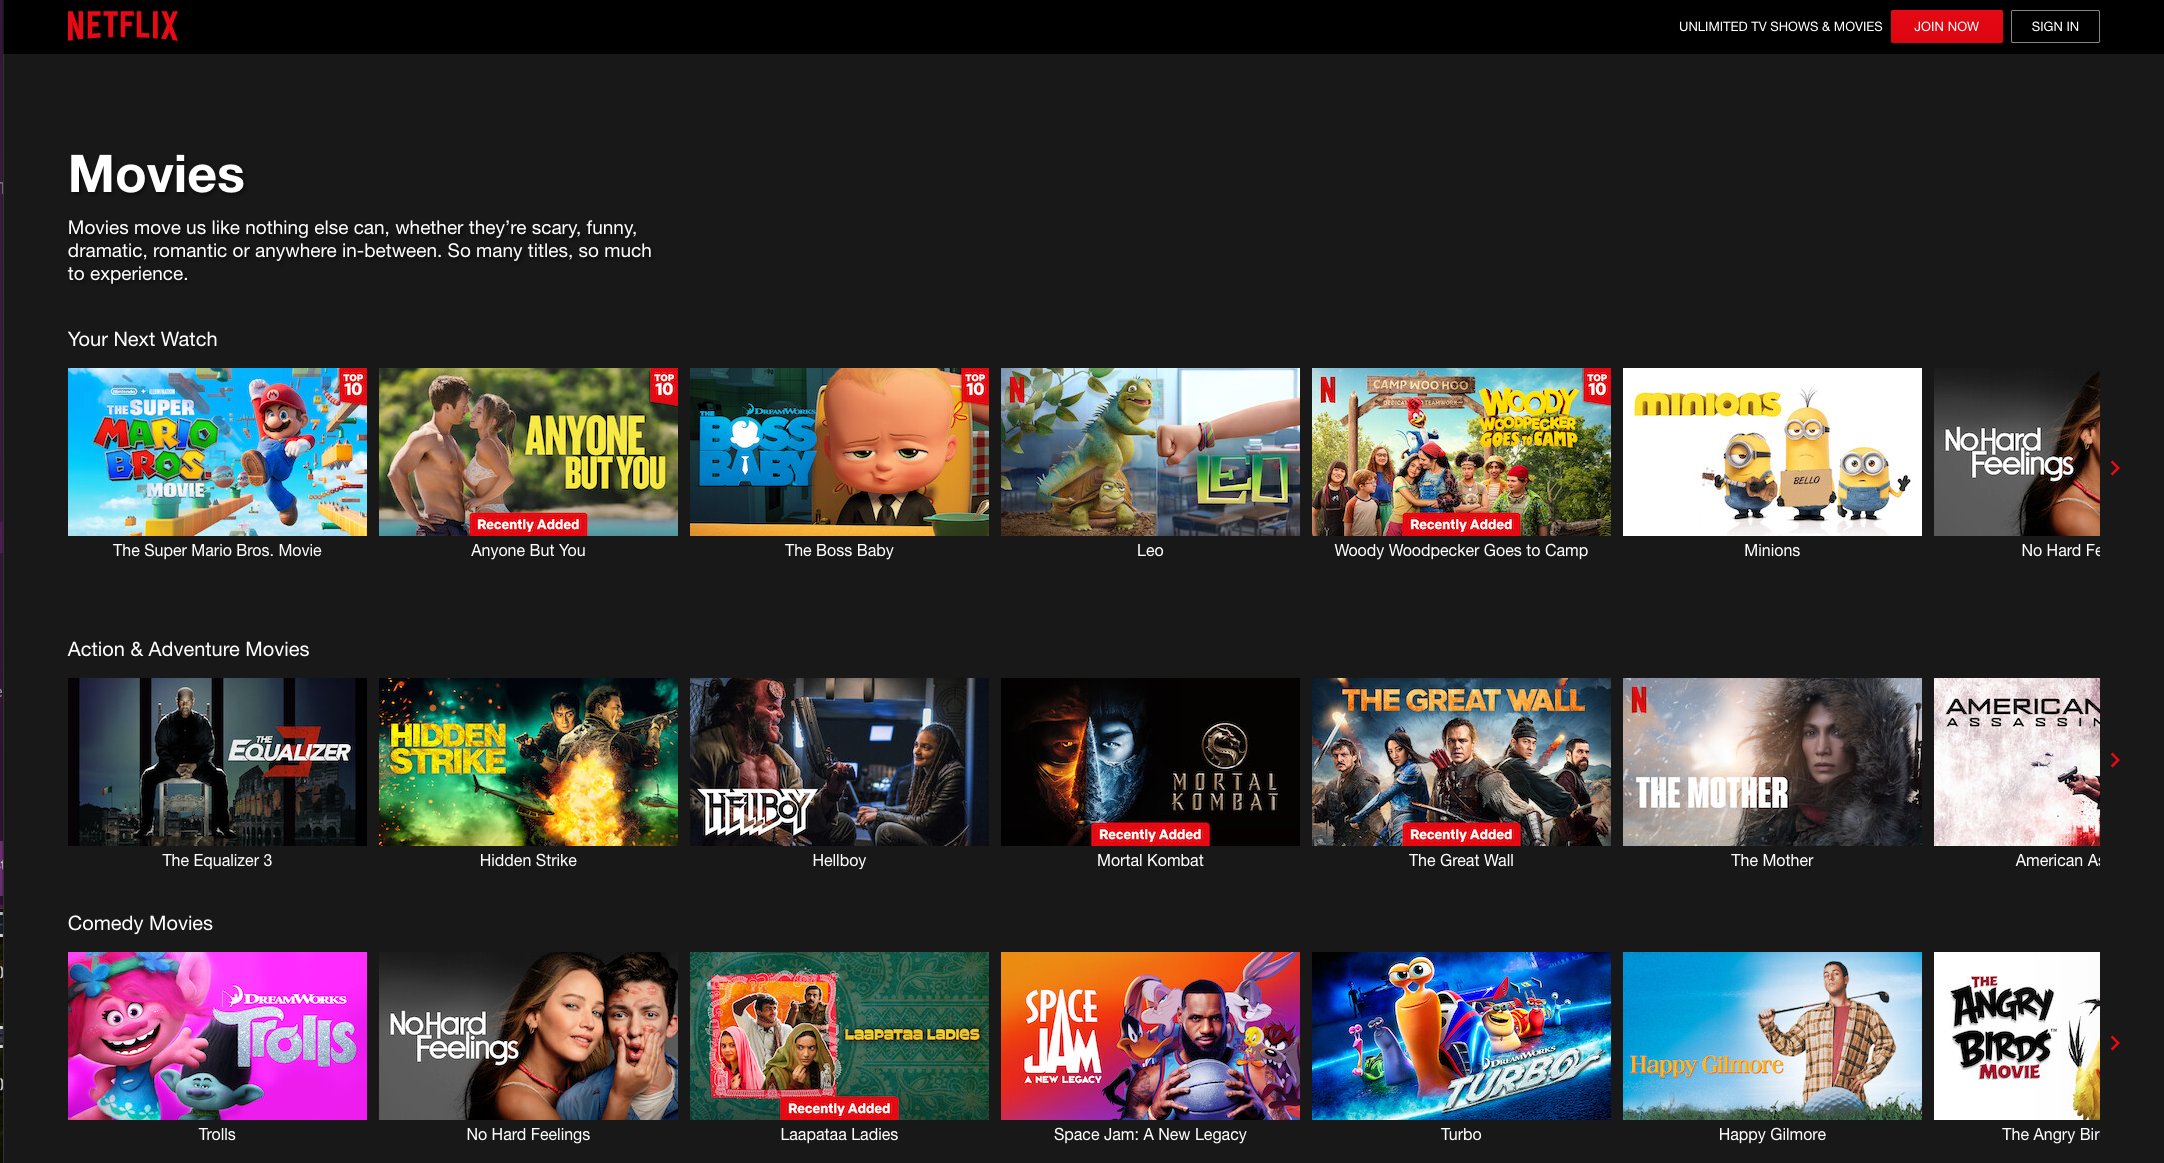 NETFLIX
UNLIMITED TV SHOWS & MOVIES
JOIN NOW
SIGN IN
Movies
Movies move us like nothing else can, whether they're scary, funny,
dramatic, romantic or anywhere in-between. So many titles, so much
to experience.
Your Next Watch
THE SUPER
MARIO
BROS.
MOVIE
TOP
10
The Super Mario Bros. Movie
TOP
10
ANYONE
BUT YOU
Recently Added
Anyone But You
TOP
10
DREAMWORKS
THE
BOSS
BABY
The Boss Baby
N
LEO
Leo
N
CAMP WOO HOO
TOP
10
WOODY
WOODPECKER
GOES TO CAMP
Recently Added
Woody Woodpecker Goes to Camp
MINIONS
BELLO
Minions
No Hard
Feelings
No Hard Fe
Action & Adventure Movies
THE
EQUALIZER
3
The Equalizer 3
HIDDEN
STRIKE
Hidden Strike
HELLBOY
Hellboy
MORTAL
KOMBAT
Recently Added
Mortal Kombat
THE GREAT WALL
Recently Added
The Great Wall
N
THE MOTHER
The Mother
AMERICAN
ASSASSIN
American As
Comedy Movies
DREAMWORKS
Trolls
Trolls
No Hard
Feelings
No Hard Feelings
LAAPATAA LADIES
Recently Added
Laapataa Ladies
SPACE
JAM
A NEW LEGACY
Space Jam: A New Legacy
DREAMWORKS
TURBO
Turbo
Happy Gilmore
Happy Gilmore
THE
ANGRY
BIRDS
MOVIE
The Angry Bir